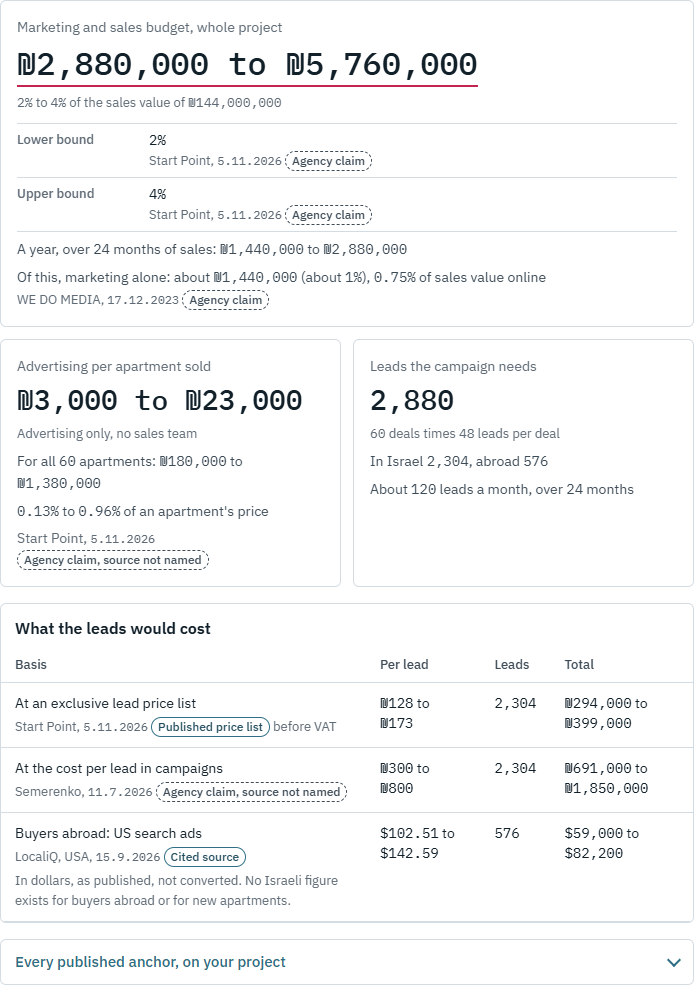 Marketing and sales budget, whole project
₪2,880,000 to ₪5,760,000
2% to 4% of the sales value of ₪144,000,000
Lower bound
2%
Start Point, 5.11.2026 Agency claim
Upper bound
4%
Start Point, 5.11.2026 Agency claim
A year, over 24 months of sales: ₪1,440,000 to ₪2,880,000
Of this, marketing alone: about ₪1,440,000 (about 1%), 0.75% of sales value online
WE DO MEDIA, 17.12.2023 Agency claim
Advertising per apartment sold
₪3,000 to ₪23,000
Advertising only, no sales team
For all 60 apartments: ₪180,000 to
₪1,380,000
0.13% to 0.96% of an apartment's price
Start Point, 5.11.2026
Agency claim, source not named
Leads the campaign needs
2,880
60 deals times 48 leads per deal
In Israel 2,304, abroad 576
About 120 leads a month, over 24 months
What the leads would cost
Basis Per lead Leads Total
At an exclusive lead price list
Start Point, 5.11.2026 Published price list before VAT
₪128 to
₪173
2,304
₪294,000 to
₪399,000
At the cost per lead in campaigns
Semerenko, 11.7.2026 Agency claim, source not named
₪300 to
₪800
2,304
₪691,000 to
₪1,850,000
Buyers abroad: US search ads
LocaliQ, USA, 15.9.2026 Cited source
In dollars, as published, not converted. No Israeli figure
exists for buyers abroad or for new apartments.
$102.51 to
$142.59
576
$59,000 to
$82,200
Every published anchor, on your project